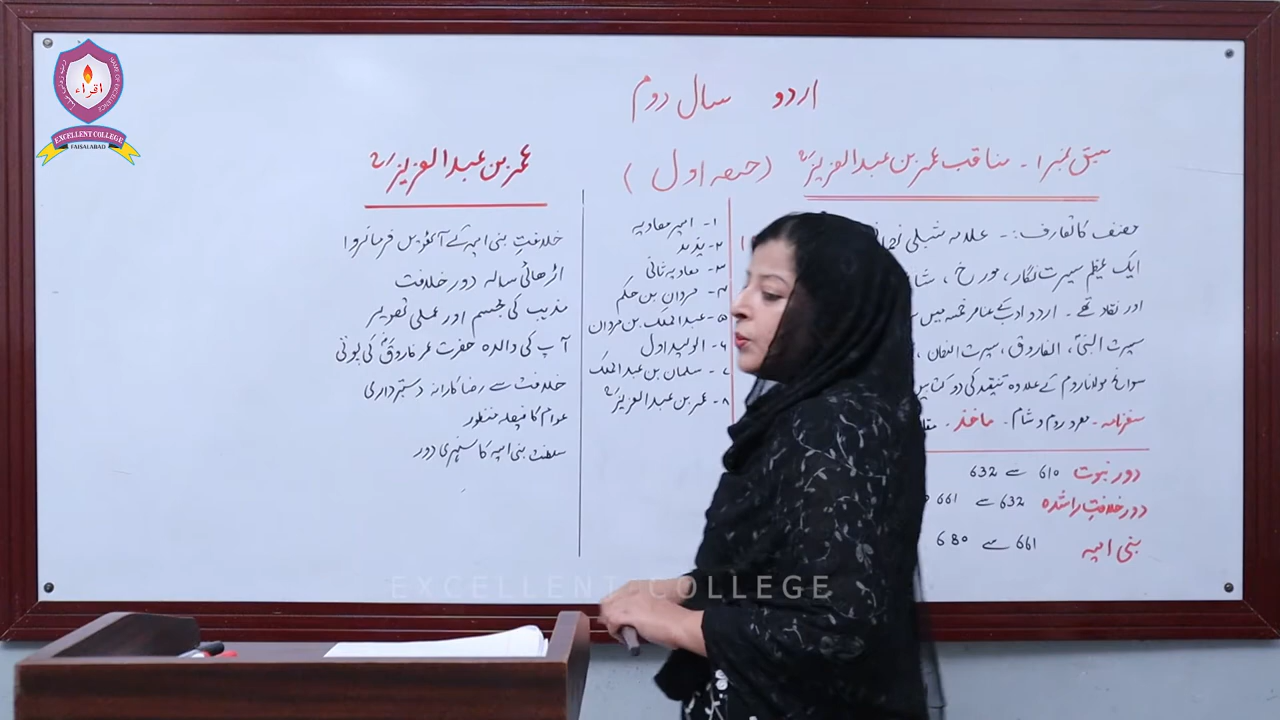 اردو سال دوم
سبق نمبر ۱ - مناقب عمر بن عبدالعزیزؒ (حصہ اول)
مصنف کا تعارف :- علامہ شبلی
ایک عظیم سیرت نگار، مورخ،
اور نقاد تھے۔ اردو ادب کے عناصر خمسہ میں
سیرت النبیؐ، الفاروق، سیرت النعمان،
سوانح مولانا روم کے علاوہ تنقید کی دو کتابیں
سفرنامہ - روم و شام۔ ماخذ -
دور نبوت 610 سے 632
دور خلافتِ راشدہ 632 سے 661
بنی امیہ 661 سے 680
۱- امیر معاویہ
۲- یزید
۳- معاویہ ثانی
۴- مروان بن حکم
۵- عبدالملک بن مروان
۶- الولید اول
۷- سلمان بن عبدالملک
۸- عمر بن عبدالعزیزؒ
عمر بن عبدالعزیزؒ
خلافتِ بنی امیہ کے آٹھویں فرمانروا
اڑھائی سالہ دور خلافت
مذہب کی مجسم اور عملی تصویر
آپ کی والدہ حضرت عمر فاروقؓ کی پوتی
خلافت سے رضاکارانہ دستبرداری
عوام کا فیصلہ منظور
سلطنت بنی امیہ کا سنہری دور
اقراء
EXCELLENT COLLEGE
FAISALABAD
EXCELLENT COLLEGE